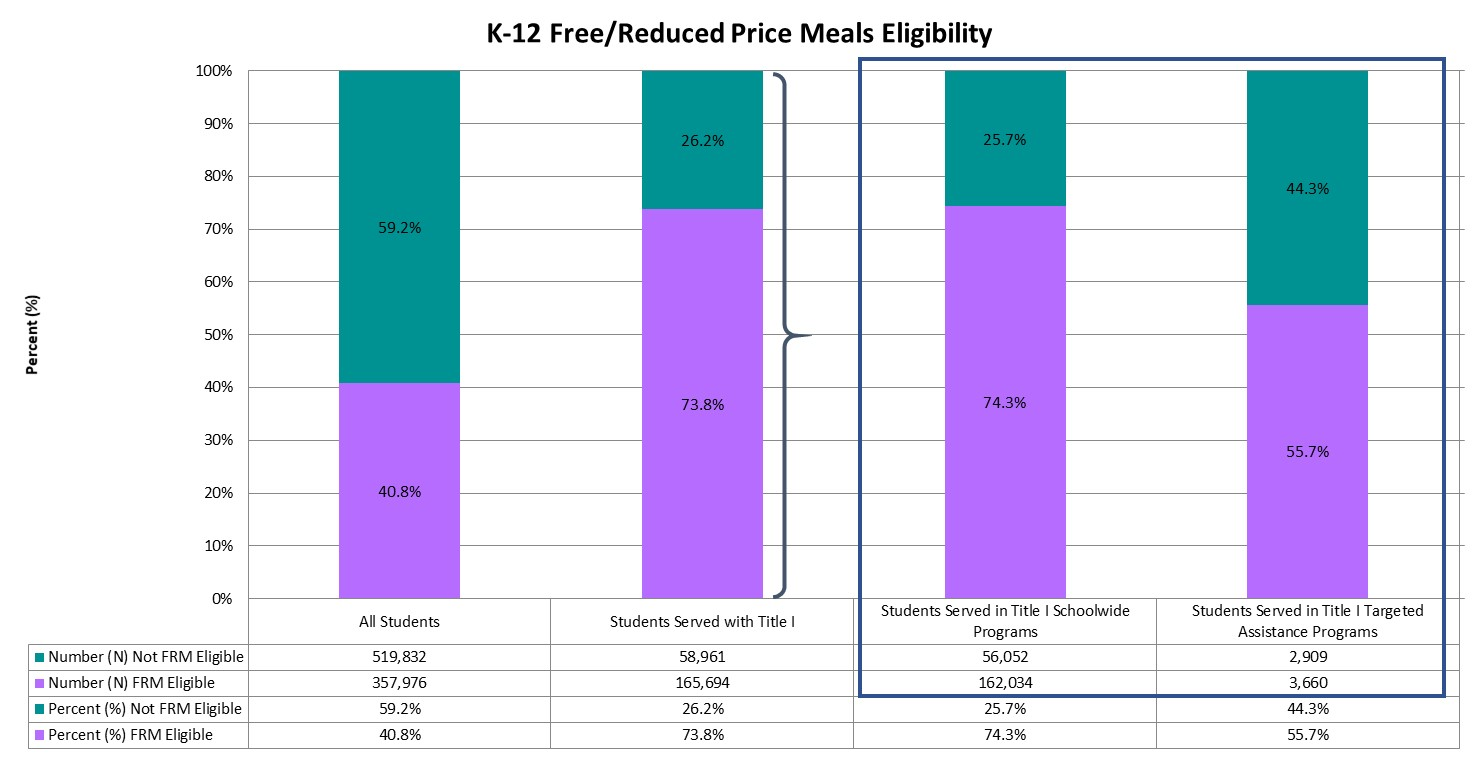 K-12 Free/Reduced Price Meals Eligibility
Percent (%)
100%
90%
80%
70%
60%
50%
40%
30%
20%
10%
0%
59.2%
40.8%
26.2%
73.8%
25.7%
74.3%
44.3%
55.7%
All Students
Students Served with Title I
Students Served in Title I Schoolwide
Programs
Students Served in Title I Targeted
Assistance Programs
Number (N) Not FRM Eligible 519,832 58,961 56,052 2,909
Number (N) FRM Eligible 357,976 165,694 162,034 3,660
Percent (%) Not FRM Eligible 59.2% 26.2% 25.7% 44.3%
Percent (%) FRM Eligible 40.8% 73.8% 74.3% 55.7%